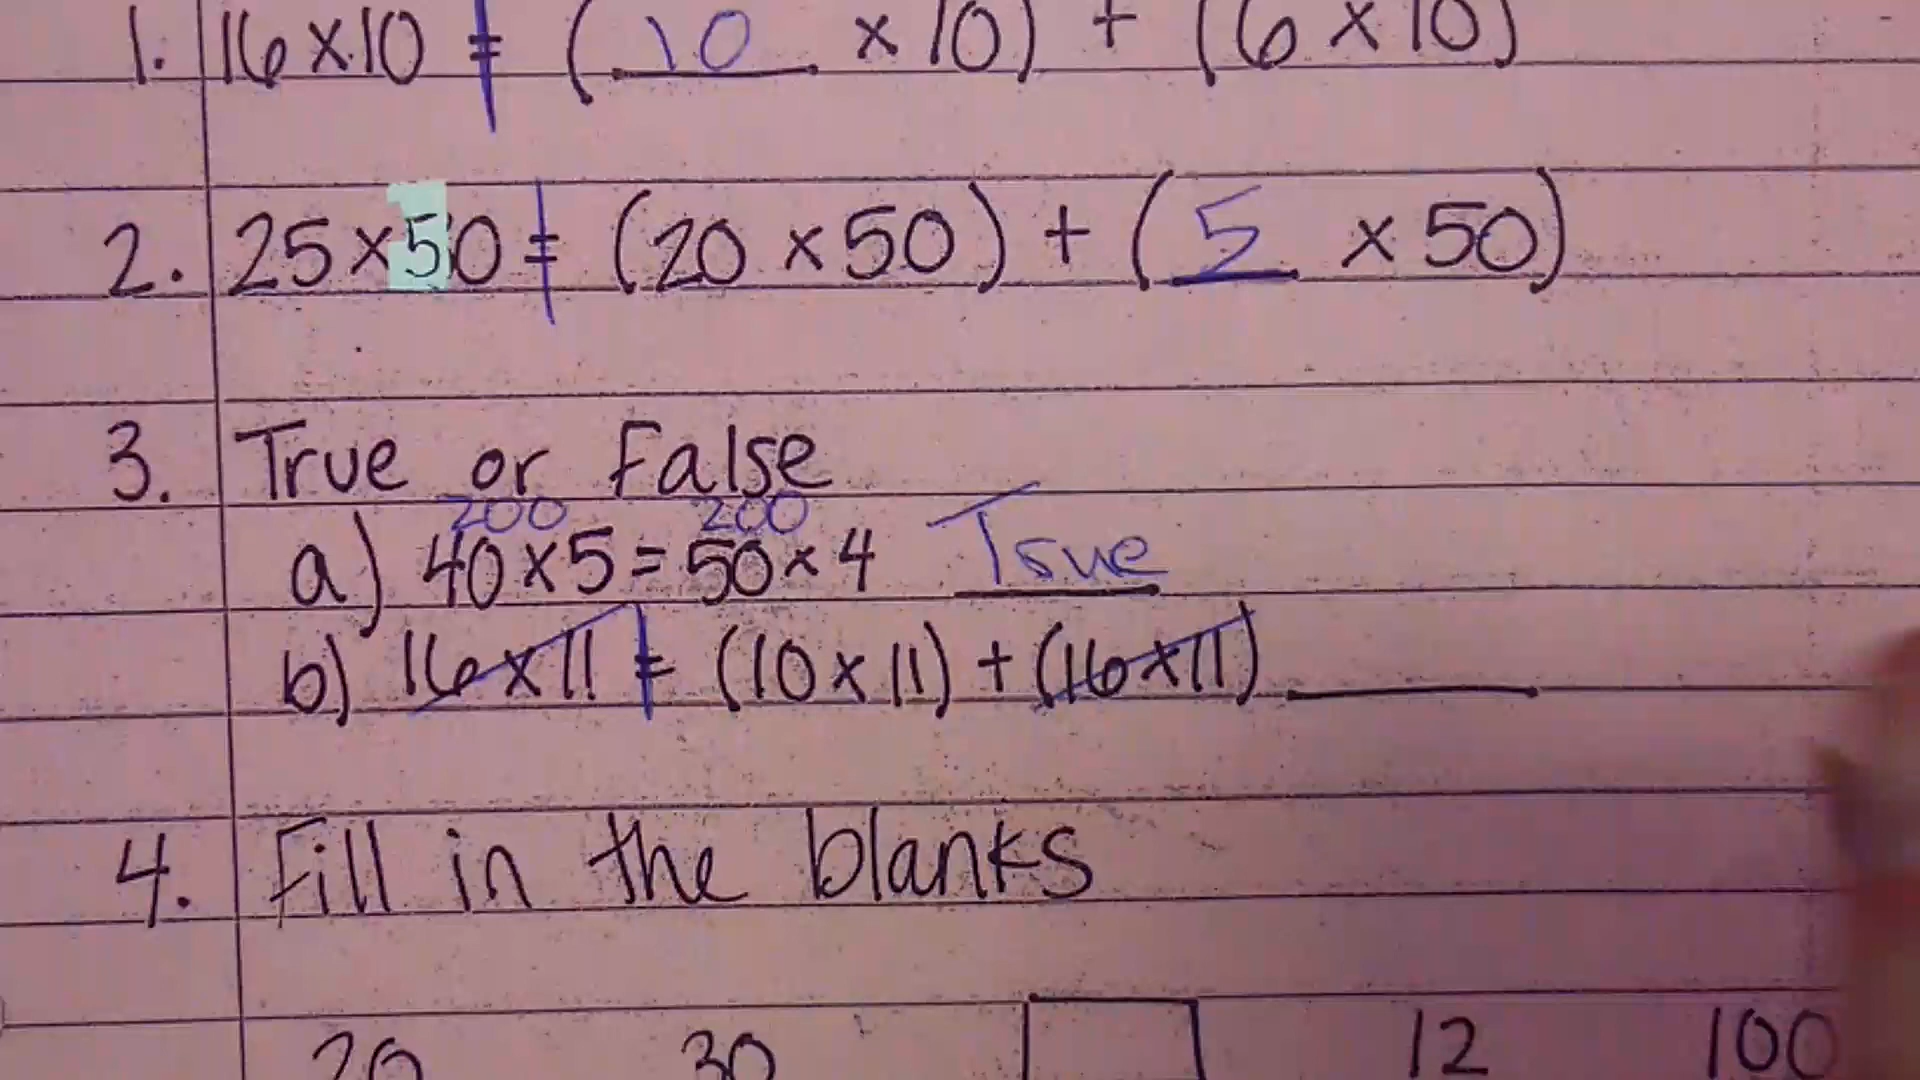 1. 16 x 10 = (10 x 10) + (6 x 10)
2. 25 x 50 = (20 x 50) + (5 x 50)
3. True or False
200 200
a) 40 x 5 = 50 x 4 True
b) 16 x 11 = (10 x 11) + (16 x 11)
4. Fill in the blanks
20 30 12 100